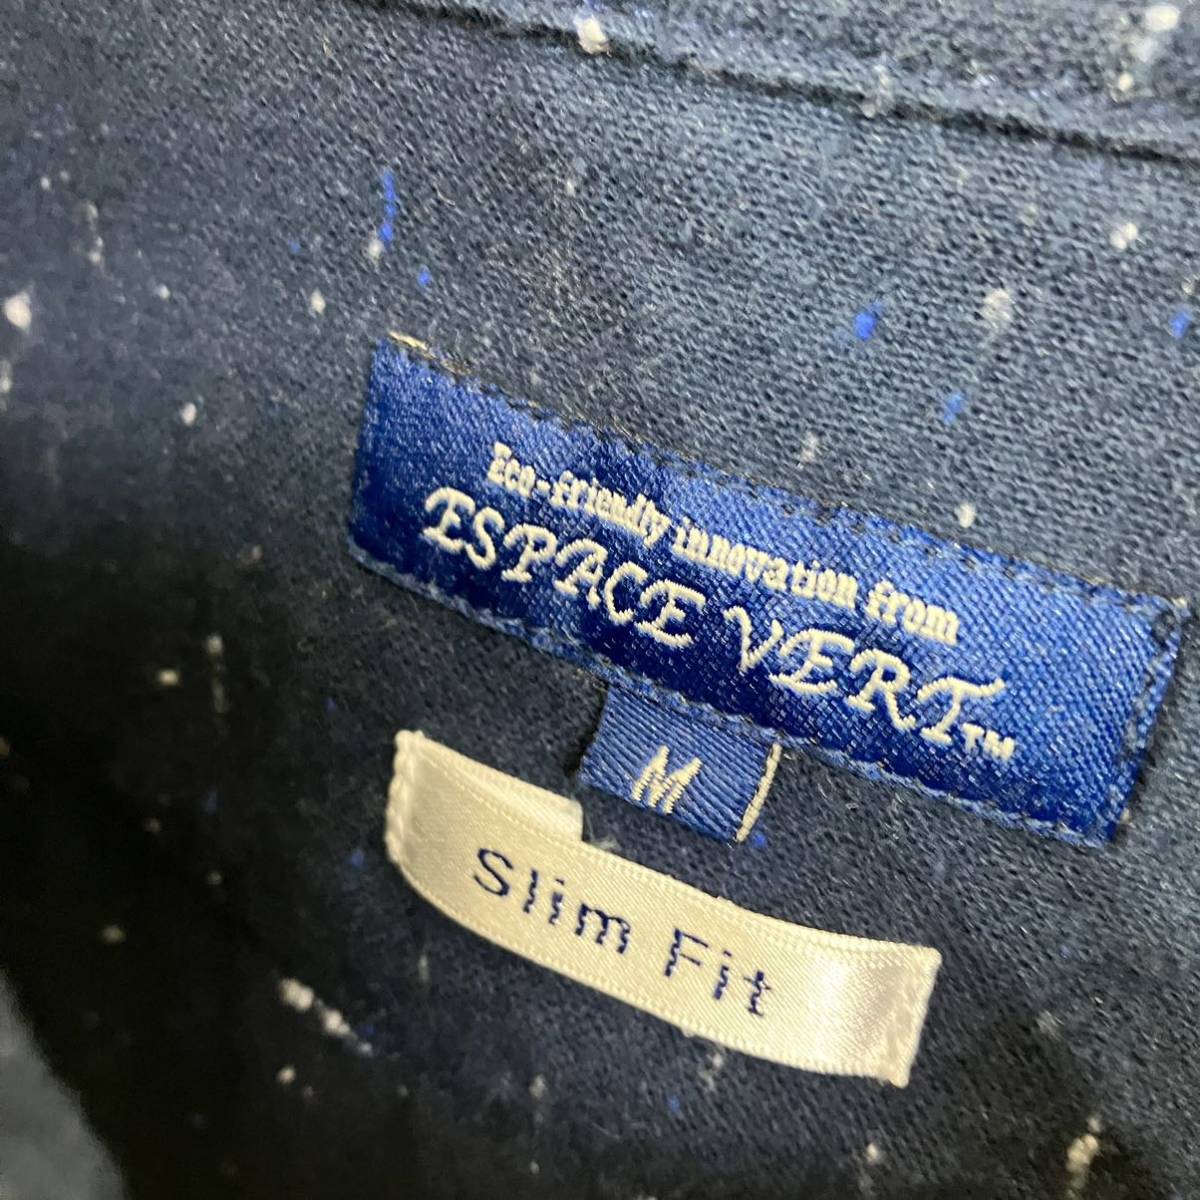 Eco-friendly innovation from
ESPACE VERT™
M
Slim Fit